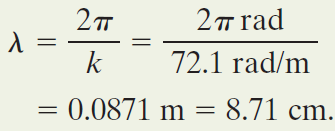 λ = 2π / k = 2π rad / 72.1 rad/m
= 0.0871 m = 8.71 cm.